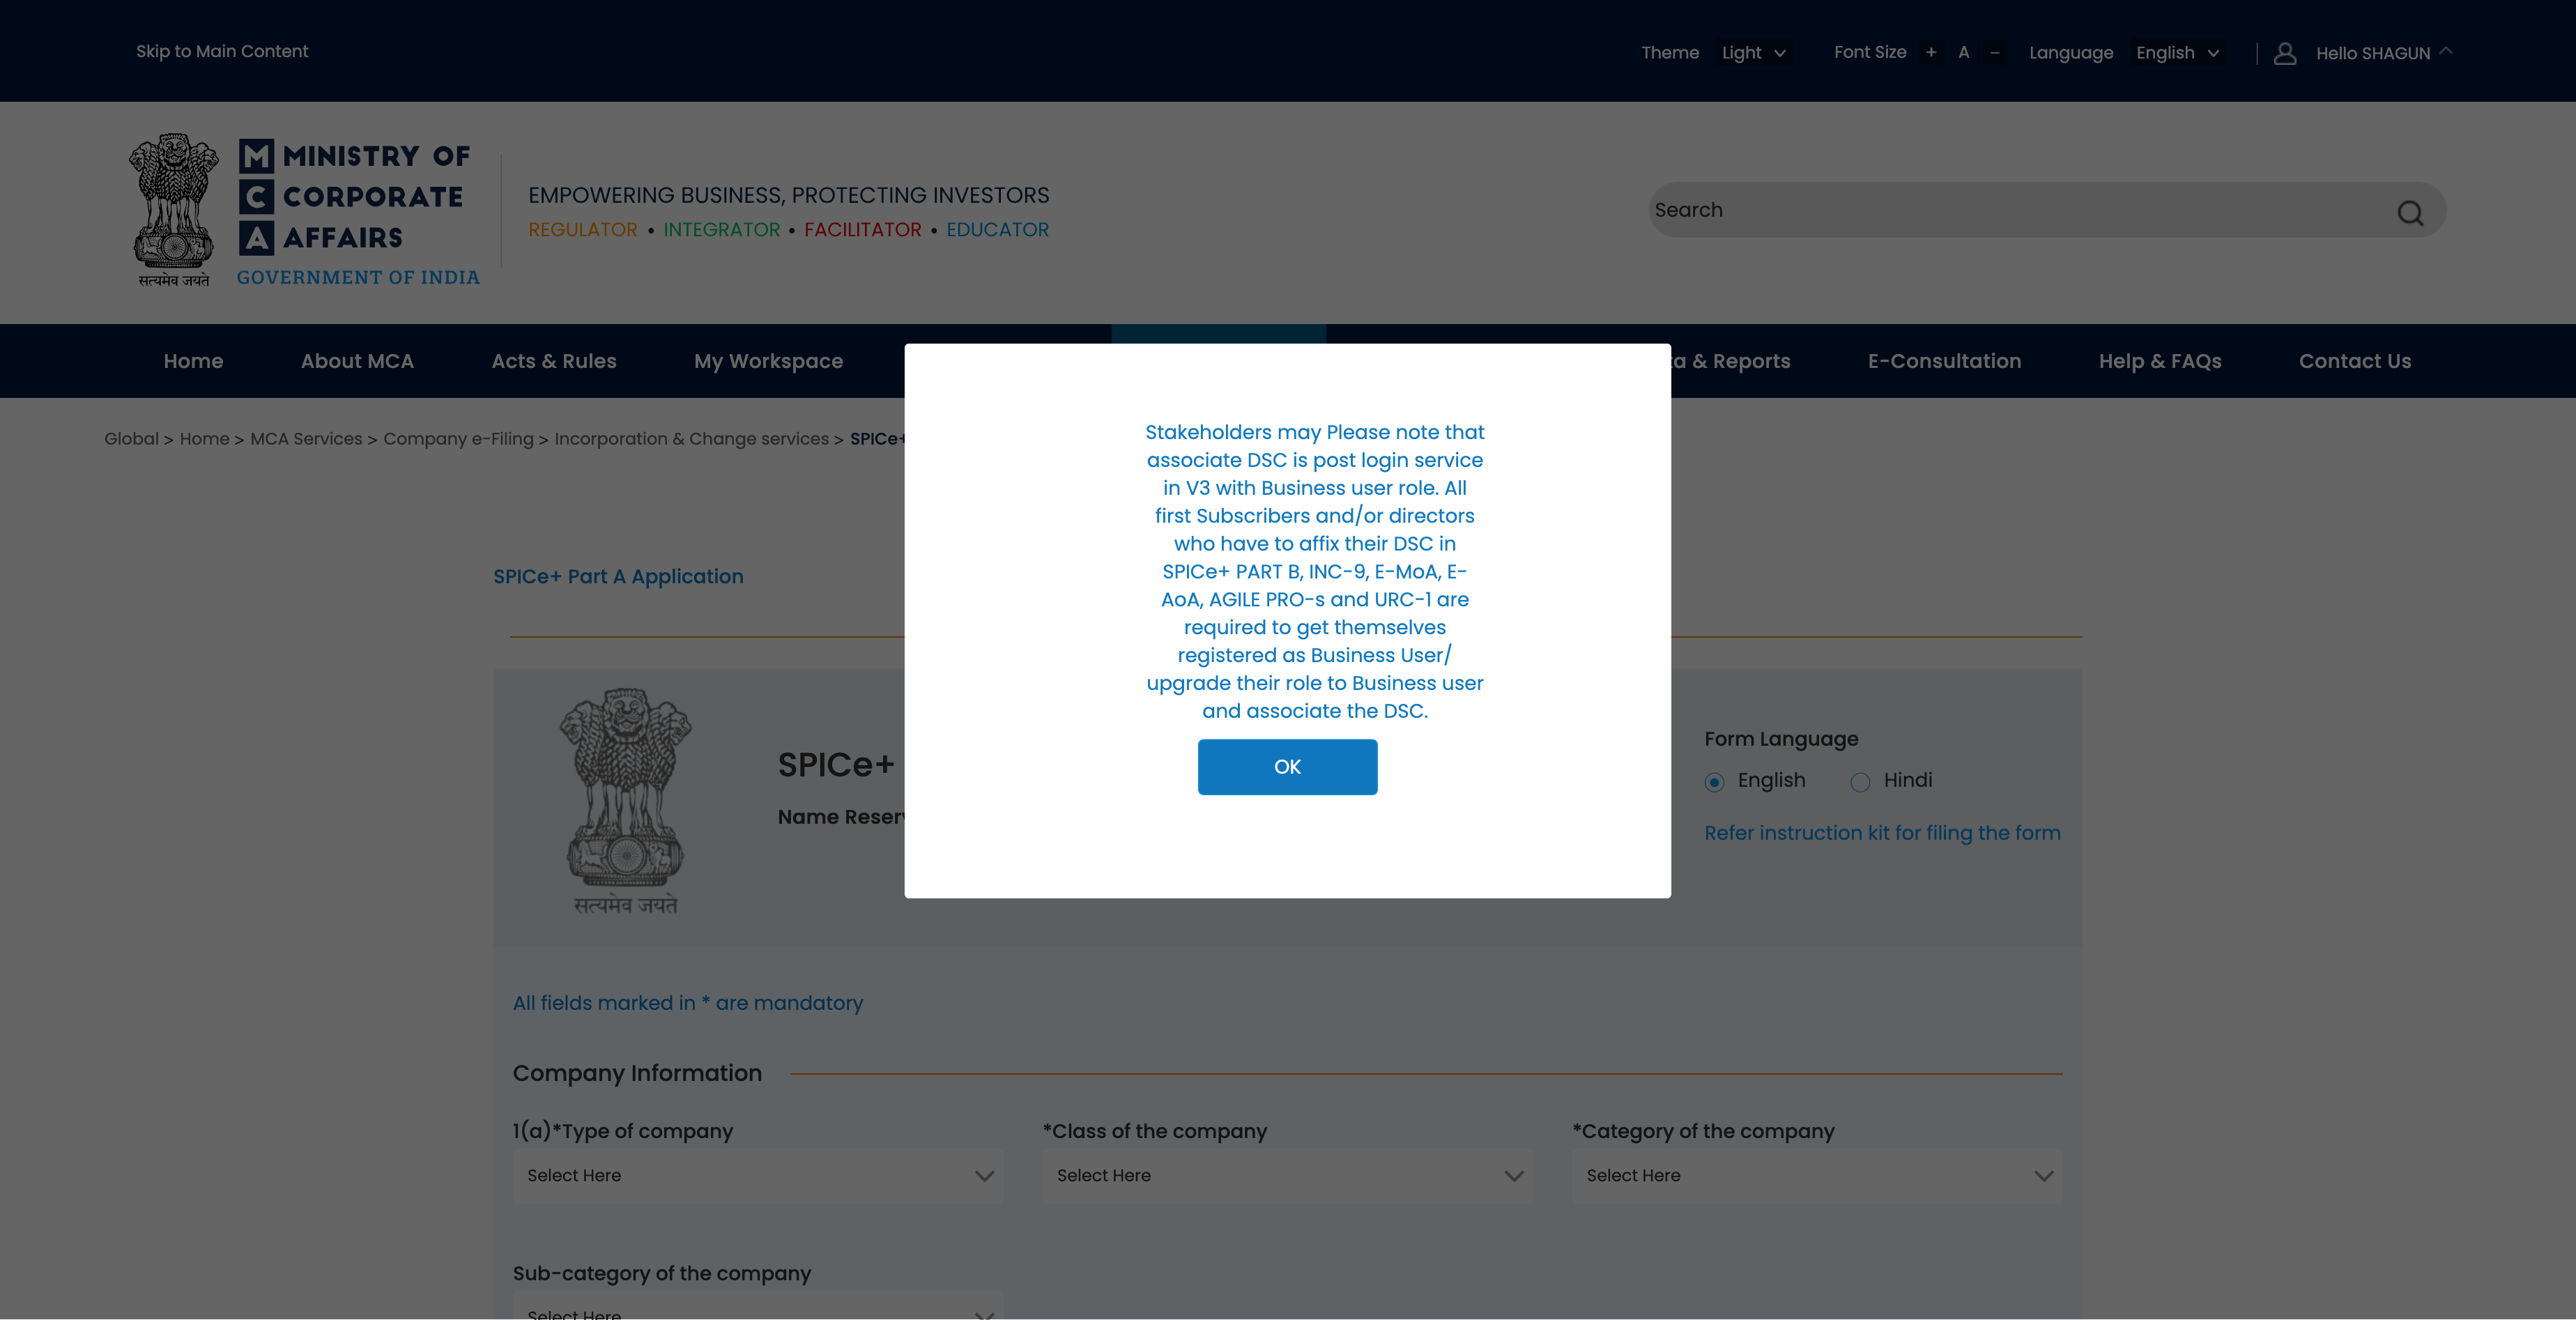 Skip to Main Content
Theme Light Font Size + A - Language English Hello SHAGUN
MINISTRY OF
CORPORATE
AFFAIRS
GOVERNMENT OF INDIA
सत्यमेव जयते
EMPOWERING BUSINESS, PROTECTING INVESTORS
REGULATOR • INTEGRATOR • FACILITATOR • EDUCATOR
Search
Home About MCA Acts & Rules My Workspace & Reports E-Consultation Help & FAQs Contact Us
Global > Home > MCA Services > Company e-Filing > Incorporation & Change services > SPICe+
Stakeholders may Please note that
associate DSC is post login service
in V3 with Business user role. All
first Subscribers and/or directors
who have to affix their DSC in
SPICe+ PART B, INC-9, E-MoA, E-
AoA, AGILE PRO-s and URC-1 are
required to get themselves
registered as Business User/
upgrade their role to Business user
and associate the DSC.
OK
SPICe+ Part A Application
सत्यमेव जयते
SPICe+
Name
Form Language
English Hindi
Refer instruction kit for filing the form
All fields marked in * are mandatory
Company Information
1(a)*Type of company *Class of the company *Category of the company
Select Here Select Here Select Here
Sub-category of the company
Select Here